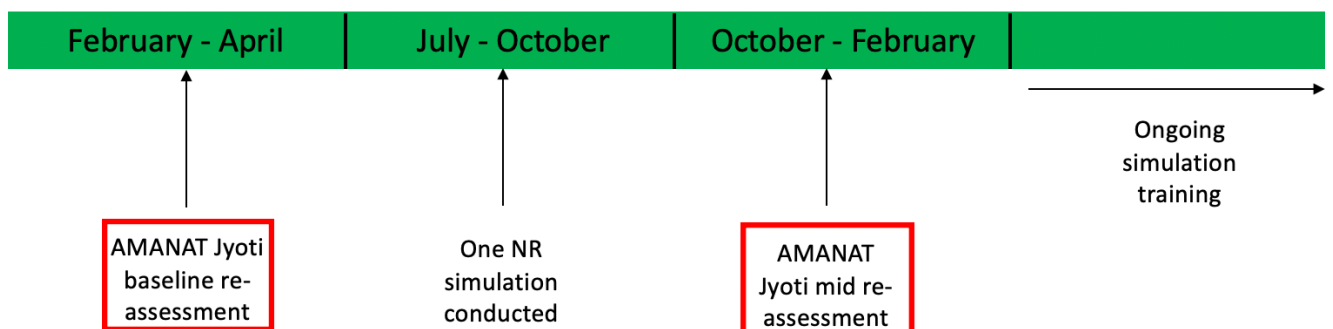 February - April
July - October
October - February
Ongoing
simulation
training
AMANAT Jyoti
baseline re-
assessment
One NR
simulation
conducted
AMANAT
Jyoti mid re-
assessment